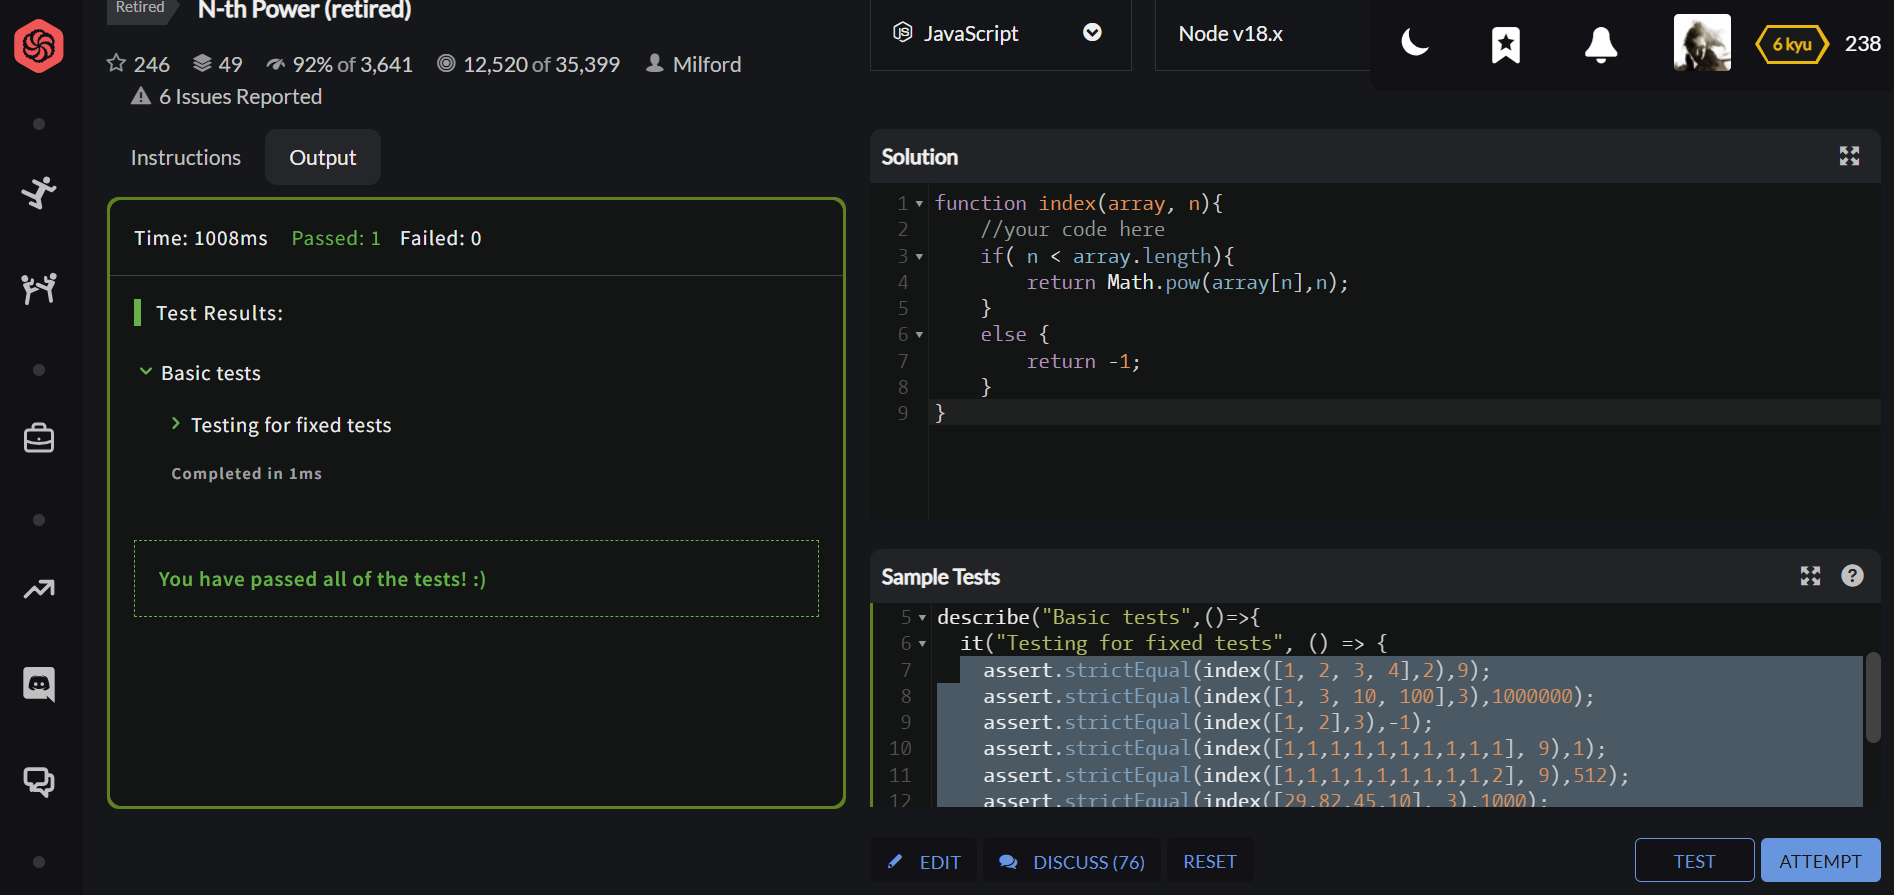 Retired
N-th Power (retired)
246 49 92% of 3,641 12,520 of 35,399 Milford
6 Issues Reported
JavaScript
Node v18.x
6 kyu 238
Instructions Output
Time: 1008ms Passed: 1 Failed: 0
Test Results:
Basic tests
Testing for fixed tests
Completed in 1ms
You have passed all of the tests! :)
Solution
1 function index(array, n){
2 //your code here
3 if( n < array.length){
4 return Math.pow(array[n],n);
5 }
6 else {
7 return -1;
8 }
9 }
Sample Tests
5 describe("Basic tests",()=>{
6 it("Testing for fixed tests", () => {
7 assert.strictEqual(index([1, 2, 3, 4],2),9);
8 assert.strictEqual(index([1, 3, 10, 100],3),1000000);
9 assert.strictEqual(index([1, 2],3),-1);
10 assert.strictEqual(index([1,1,1,1,1,1,1,1,1,1], 9),1);
11 assert.strictEqual(index([1,1,1,1,1,1,1,1,1,2], 9),512);
12 assert.strictEqual(index([29,82,45,10], 3),1000);
EDIT DISCUSS (76) RESET
TEST ATTEMPT